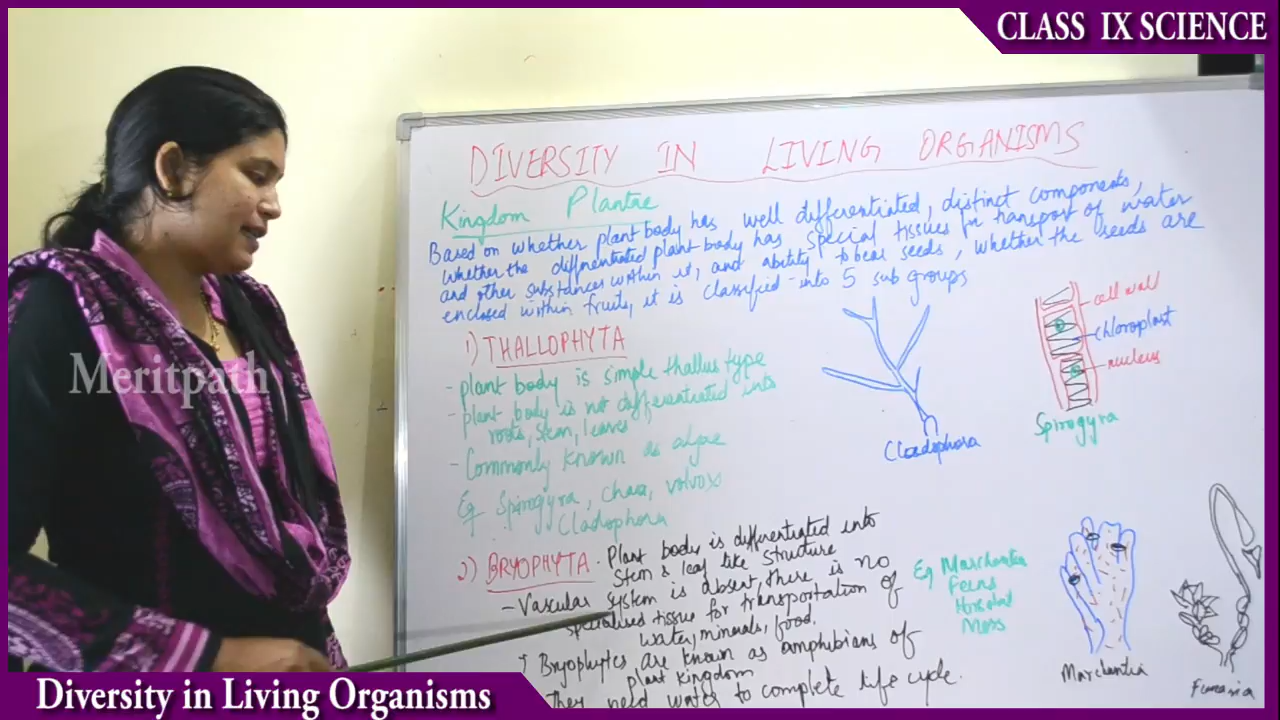 CLASS IX SCIENCE
DIVERSITY IN LIVING ORGANISMS
Kingdom Plantae
Based on whether plant body has well differentiated, distinct components,
whether the differentiated plant body has special tissues for transport of water
and other substances within it, and ability to bear seeds, whether the seeds are
enclosed within fruits, it is classified into 5 sub groups
1) THALLOPHYTA
- plant body is simple thallus type
- plant body is not differentiated into
roots, stem, leaves
- Commonly known as algae
Eg Spirogyra, chara, volvox
Cladophora
Cladophora
cell wall
chloroplast
nucleus
Spirogyra
2) BRYOPHYTA - Plant body is differentiated into
Stem & leaf like structure
- Vascular system is absent, there is no
specialised tissue for transportation of
water, minerals, food.
Bryophytes are known as amphibians of
plant kingdom
They need water to complete life cycle.
Eg Marchantia
Ferns
Moss
Marchantia
Funaria
Meritpath
Diversity in Living Organisms